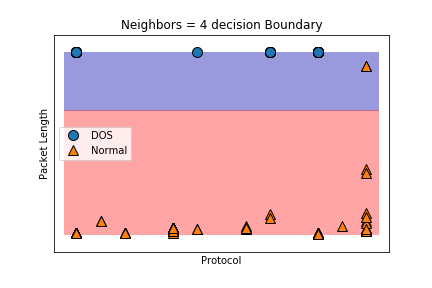 Neighbors = 4 decision Boundary
Packet Length
DOS
Normal
Protocol